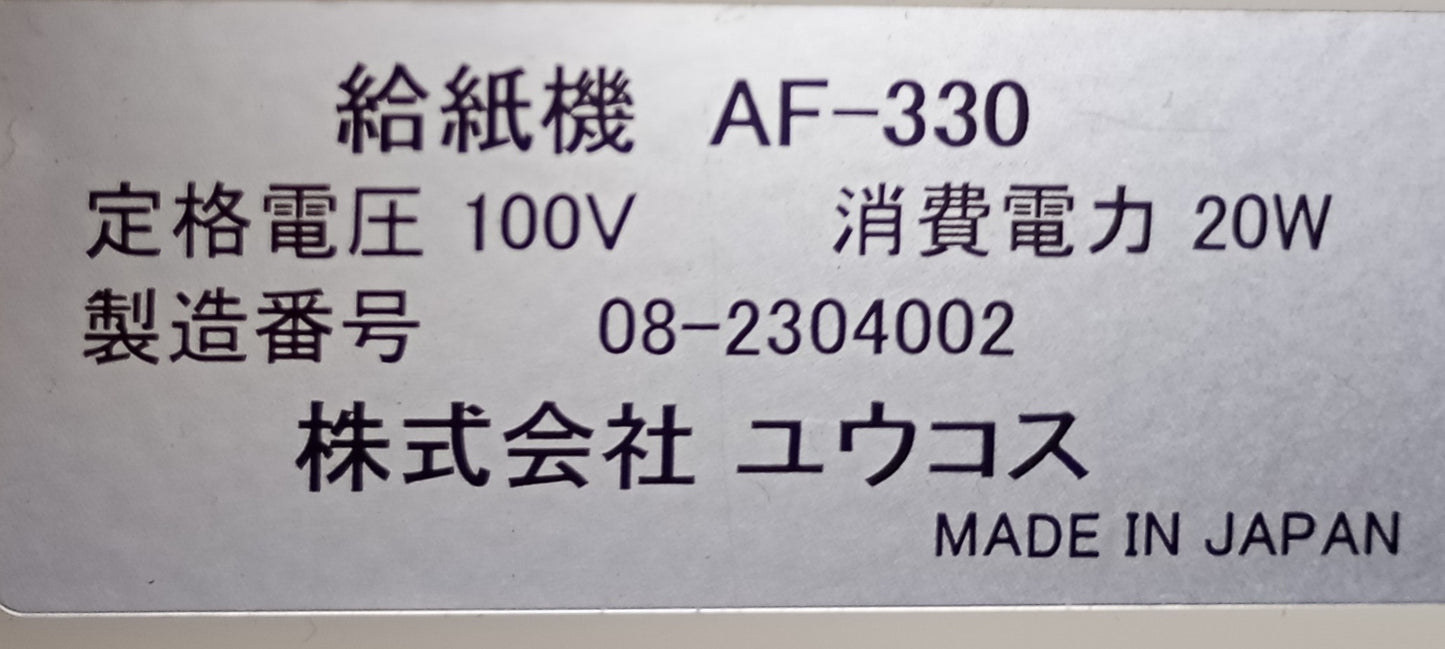 給紙機 AF-330
定格電圧 100V 消費電力 20W
製造番号 08-2304002
株式会社 ユウコス
MADE IN JAPAN